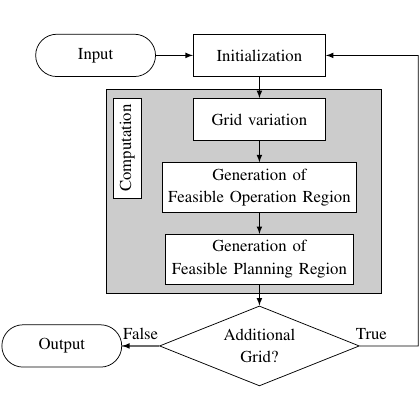 Input
Initialization
Computation
Grid variation
Generation of
Feasible Operation Region
Generation of
Feasible Planning Region
Additional
Grid?
False
True
Output